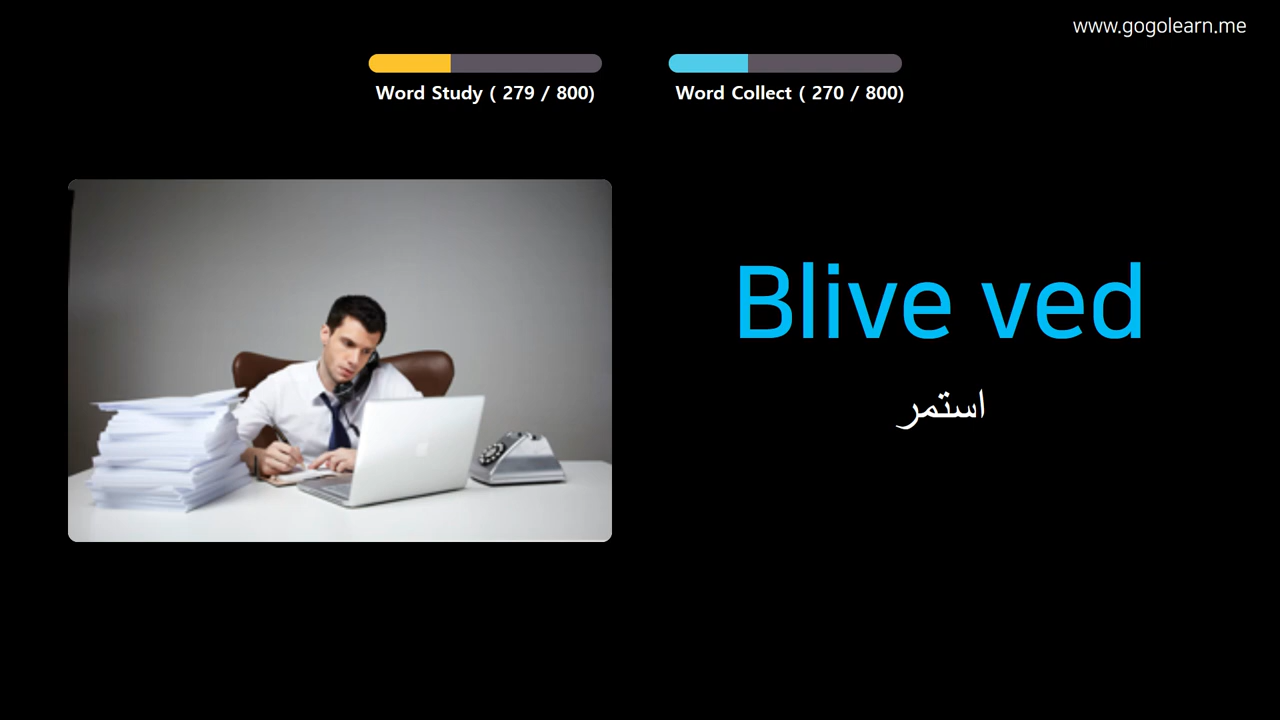 www.gogolearn.me
Word Study ( 279 / 800)
Word Collect ( 270 / 800)
Blive ved
استمر